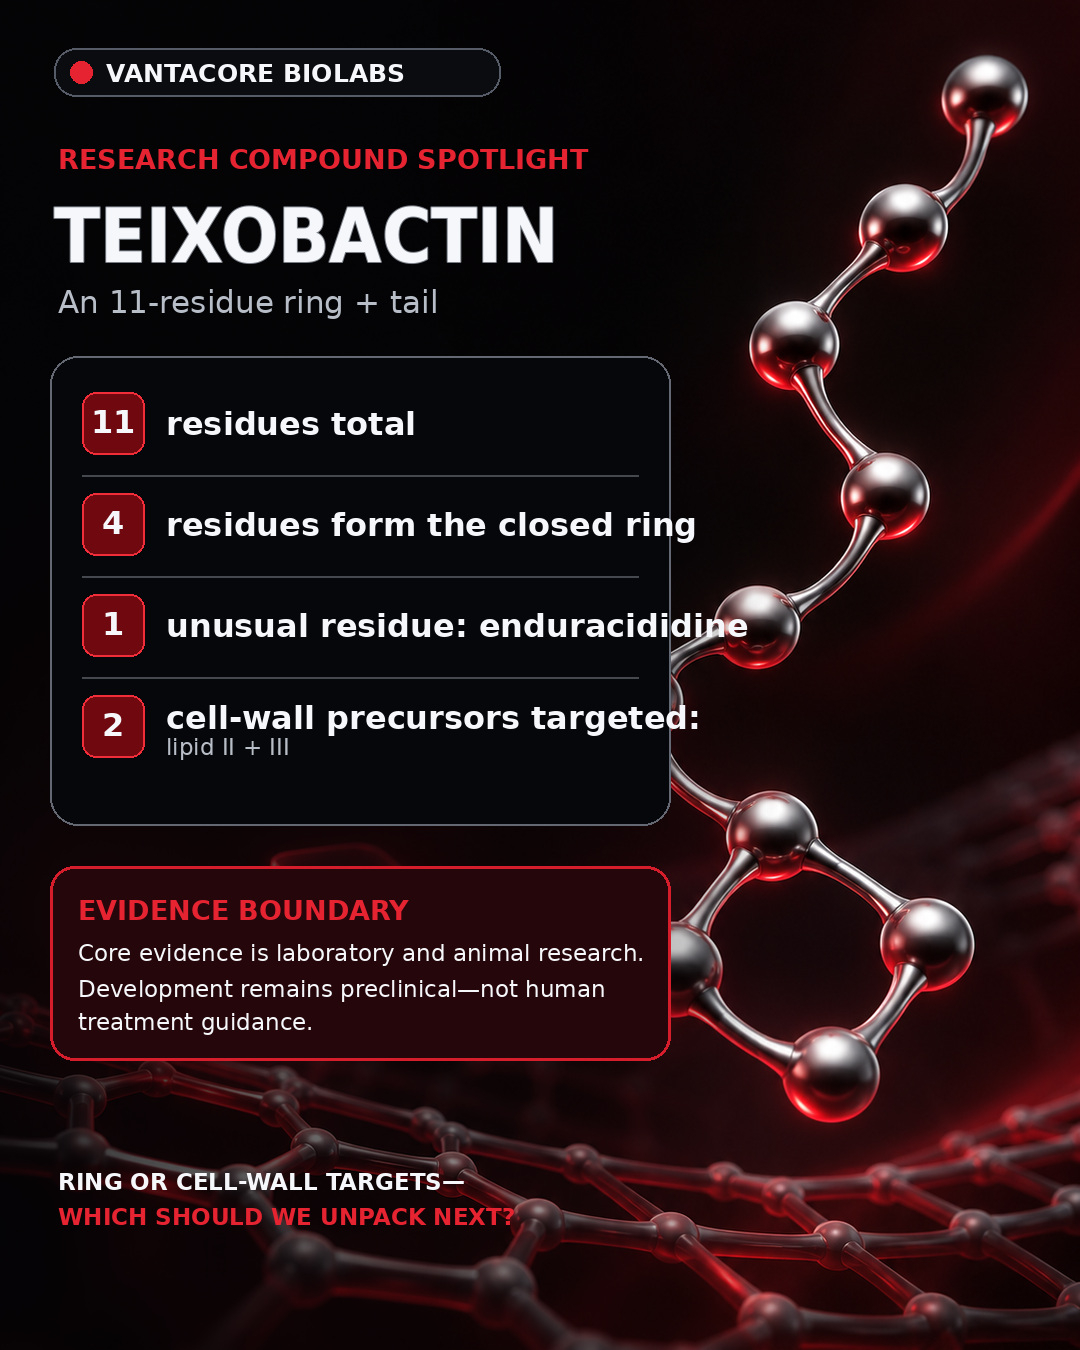 VANTACORE BIOLABS
RESEARCH COMPOUND SPOTLIGHT
TEIXOBACTIN
An 11-residue ring + tail
11 residues total
4 residues form the closed ring
1 unusual residue: enduracididine
2 cell-wall precursors targeted:
lipid II + III
EVIDENCE BOUNDARY
Core evidence is laboratory and animal research.
Development remains preclinical—not human
treatment guidance.
RING OR CELL-WALL TARGETS—
WHICH SHOULD WE UNPACK NEXT?